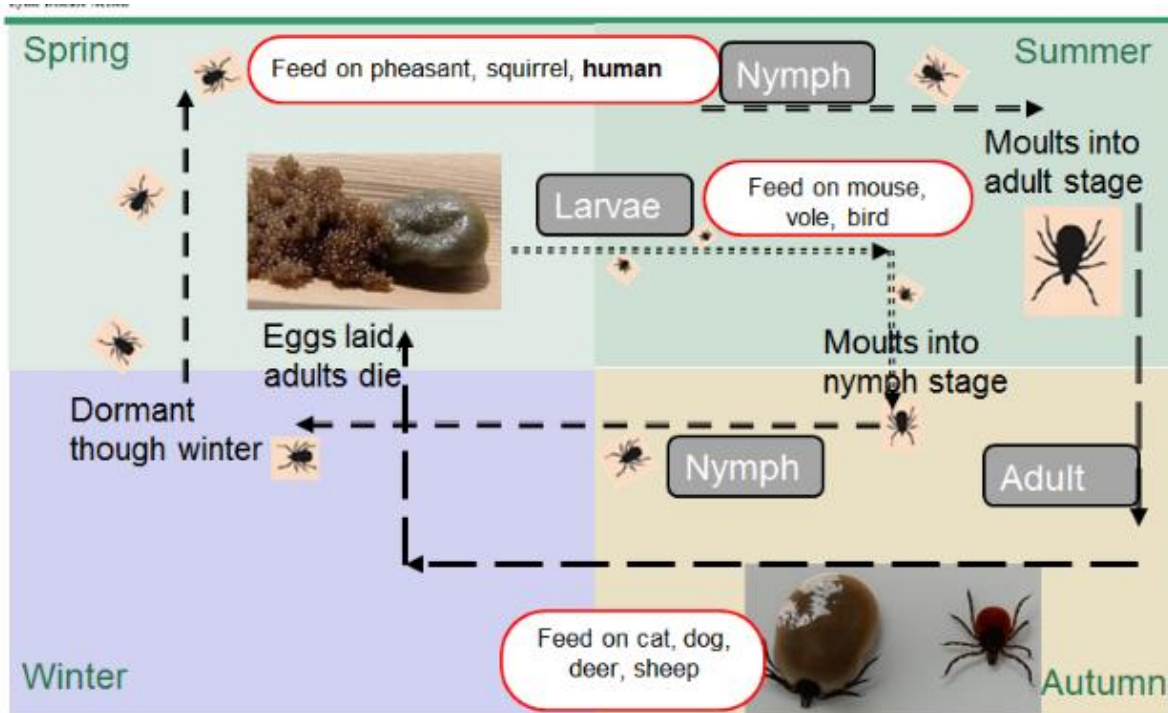 Spring
Feed on pheasant, squirrel, human
Nymph
Summer
Moults into
adult stage
Larvae
Feed on mouse,
vole, bird
Eggs laid,
adults die
Moults into
nymph stage
Dormant
though winter
Nymph
Adult
Feed on cat, dog,
deer, sheep
Winter
Autumn